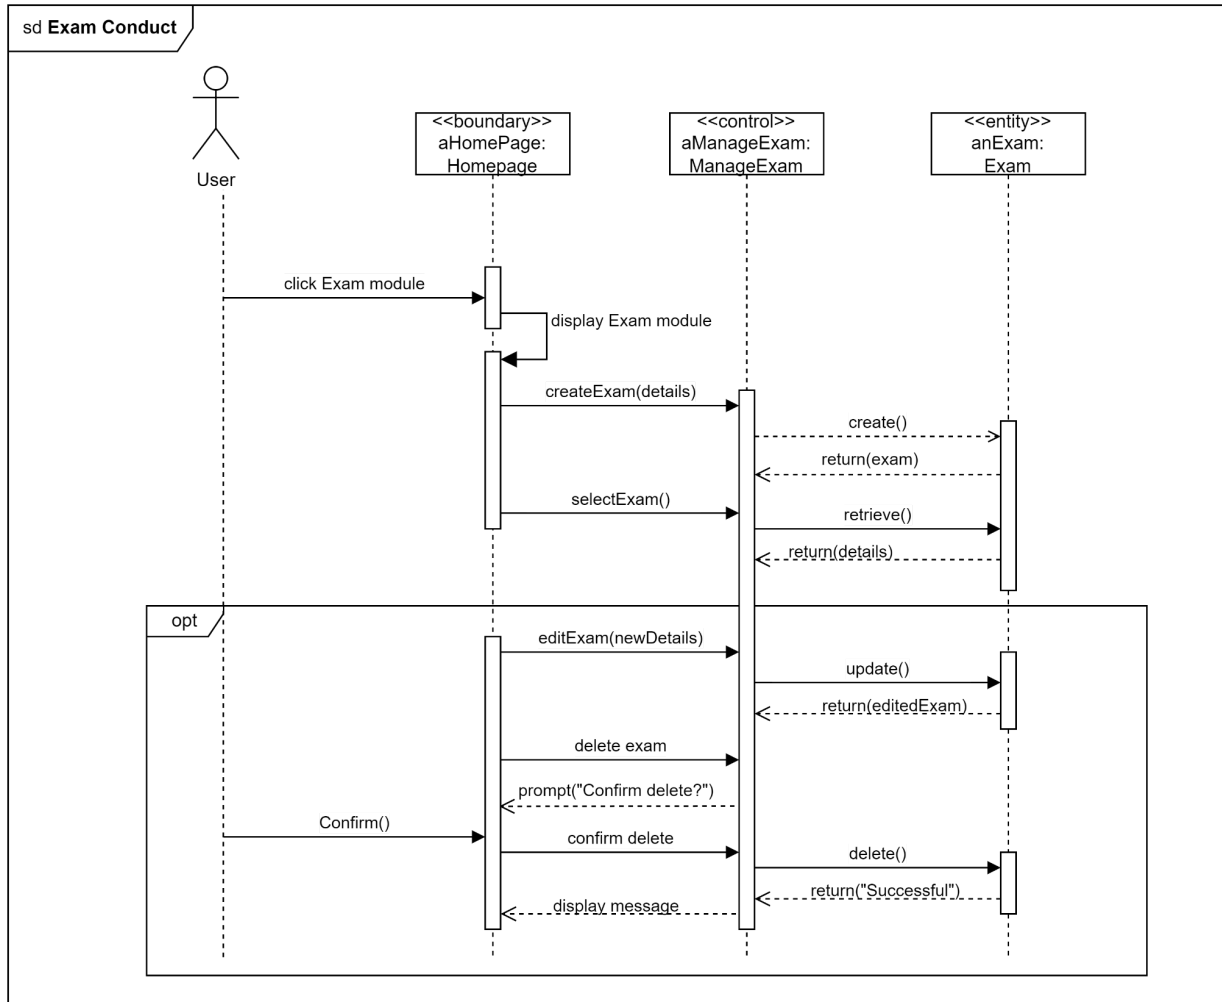 sd Exam Conduct
<<boundary>>
aHomePage:
Homepage
<<control>>
aManageExam:
ManageExam
<<entity>>
anExam:
Exam
User
click Exam module
display Exam module
createExam(details)
create()
return(exam)
selectExam()
retrieve()
return(details)
opt
editExam(newDetails)
update()
return(editedExam)
delete exam
prompt("Confirm delete?")
Confirm()
confirm delete
delete()
return("Successful")
display message